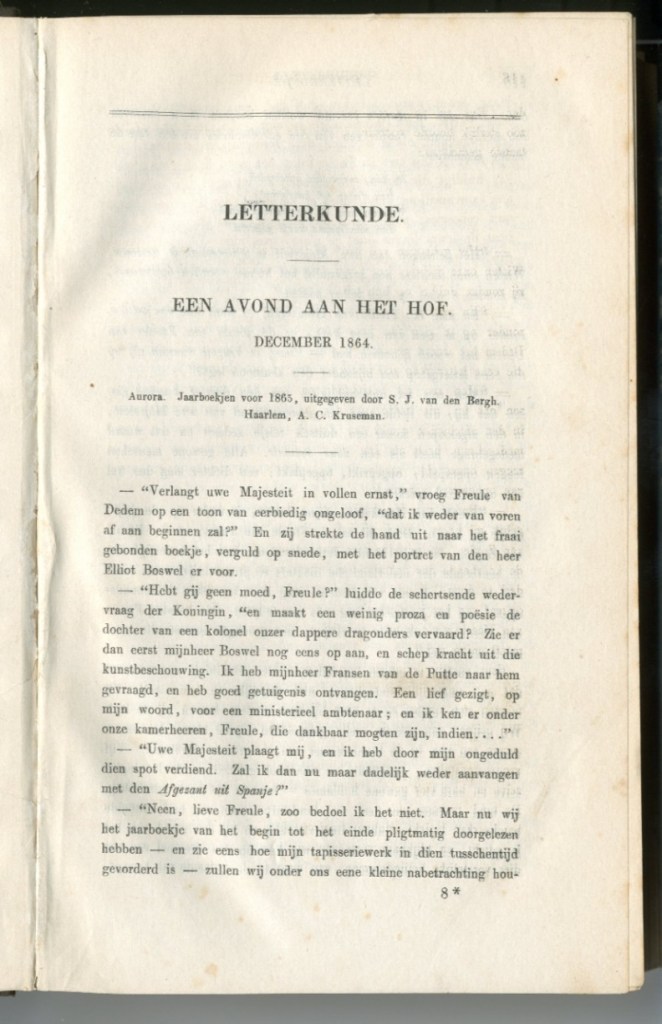 LETTERKUNDE.
EEN AVOND AAN HET HOF.
DECEMBER 1864.
Aurora. Jaarboekjen voor 1865, uitgegeven door S. J. van den Bergh.
Haarlem, A. C. Kruseman.
— “Verlangt uwe Majesteit in vollen ernst,” vroeg Freule van
Dedem op een toon van eerbiedig ongeloof, “dat ik weder van voren
af aan beginnen zal?” En zij strekte de hand uit naar het fraai
gebonden boekje, verguld op snede, met het portret van den heer
Elliot Boswel er voor.
— “Hebt gij geen moed, Freule?” luidde de schertsende weder-
vraag der Koningin, “en maakt een weinig proza en poësie de
dochter van een kolonel onzer dappere dragonders vervaard? Zie er
dan eerst mijnheer Boswel nog eens op aan, en schep kracht uit die
kunstbeschouwing. Ik heb mijnheer Fransen van de Putte naar hem
gevraagd, en heb goed getuigenis ontvangen. Een lief gezigt, op
mijn woord, voor een ministerieel ambtenaar; en ik ken er onder
onze kamerheeren, Freule, die dankbaar mogten zijn, indien....”
— “Uwe Majesteit plaagt mij, en ik heb door mijn ongeduld
dien spot verdiend. Zal ik dan nu maar dadelijk weder aanvangen
met den Afgezant uit Spanje?”
— “Neen, lieve Freule, zoo bedoel ik het niet. Maar nu wij
het jaarboekje van het begin tot het einde pligtmatig doorgelezen
hebben — en zie eens hoe mijn tapisseriewerk in dien tusschentijd
gevorderd is — zullen wij onder ons eene kleine nabetrachting hou-
8*